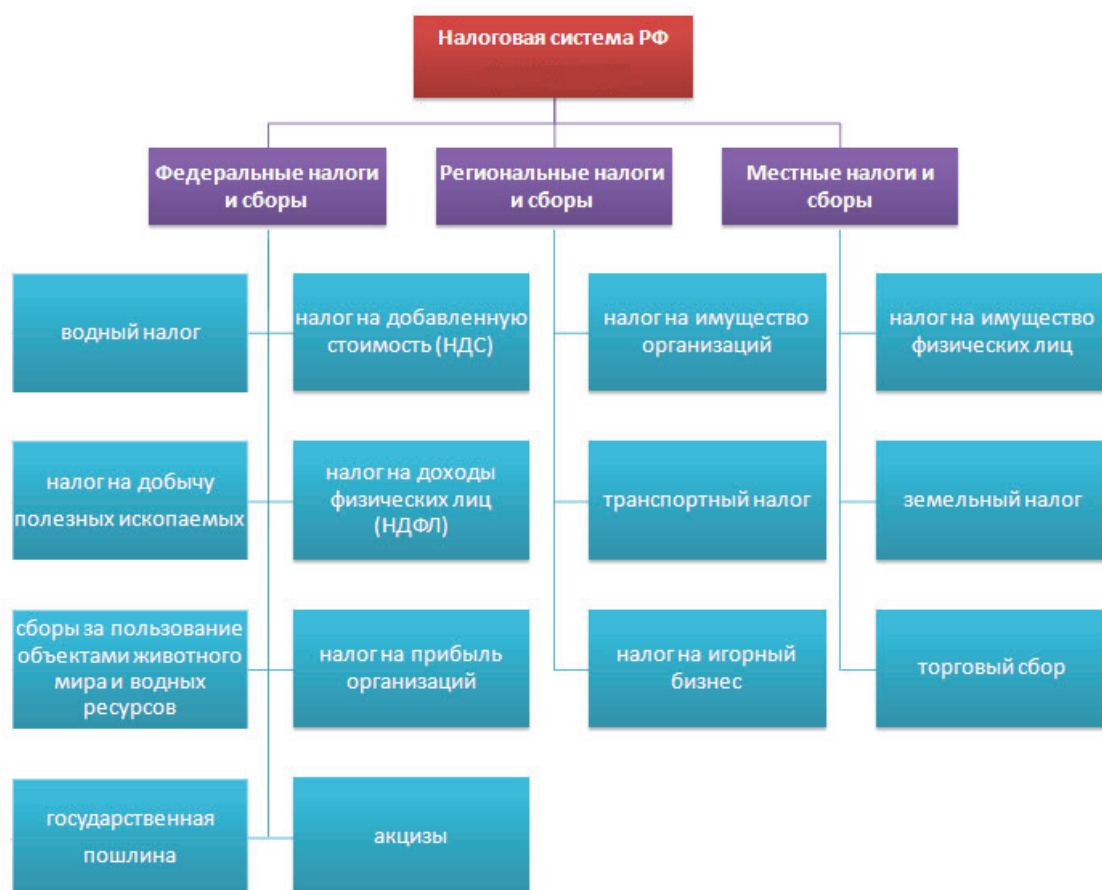 Налоговая система РФ
Федеральные налоги
и сборы
Региональные налоги
и сборы
Местные налоги и
сборы
водный налог
налог на добавленную
стоимость (НДС)
налог на имущество
организаций
налог на имущество
физических лиц
налог на добычу
полезных ископаемых
налог на доходы
физических лиц
(НДФЛ)
транспортный налог
земельный налог
сборы за пользование
объектами животного
мира и водных
ресурсов
налог на прибыль
организаций
налог на игорный
бизнес
торговый сбор
государственная
пошлина
акцизы